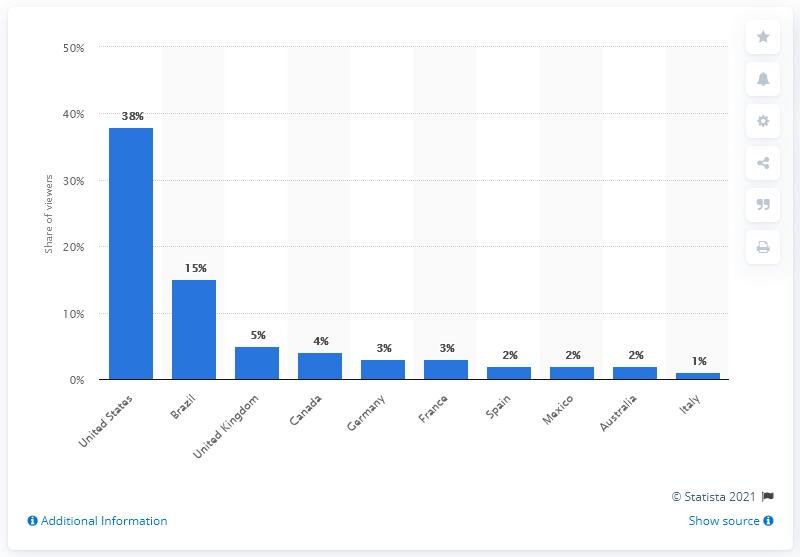 50%
40%
30%
20%
10%
0%
Share of viewers
38%
15%
5%
4%
3%
3%
2%
2%
2%
1%
United States
Brazil
United Kingdom
Canada
Germany
France
Spain
Mexico
Australia
Italy
© Statista 2021
Additional Information
Show source